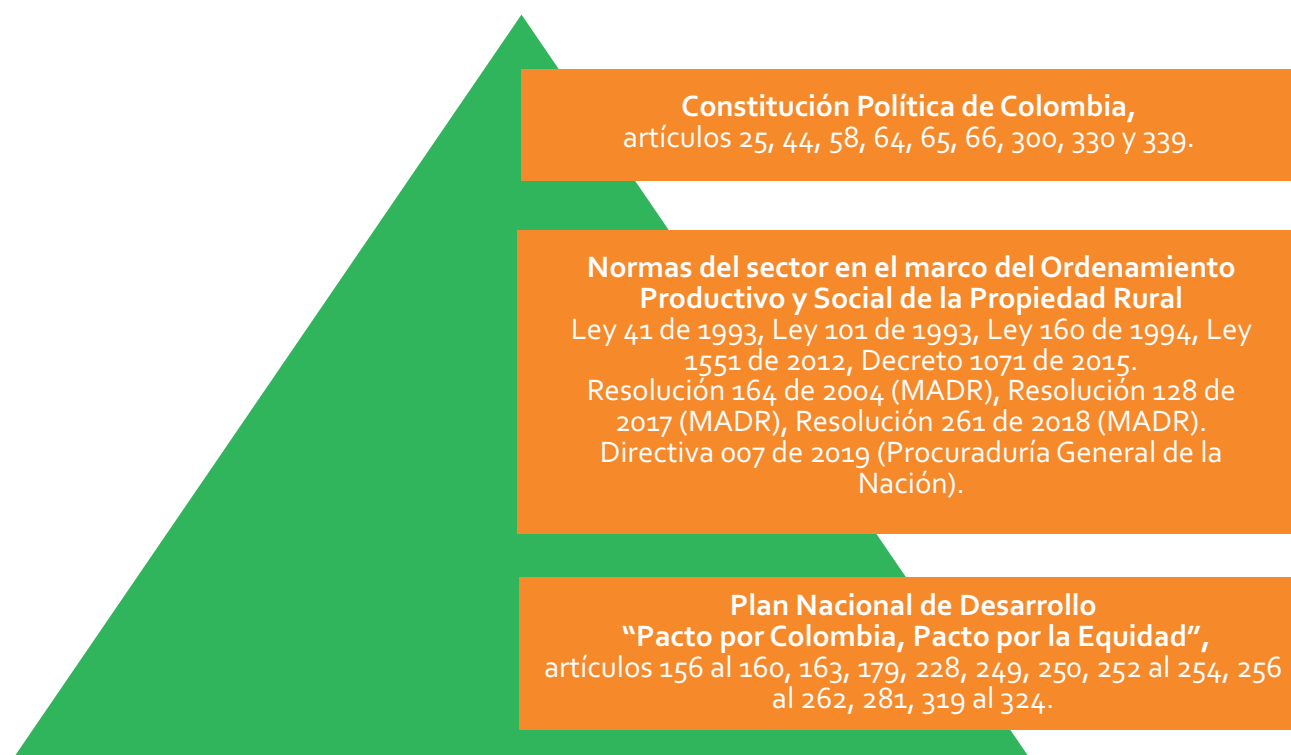 Constitución Política de Colombia,
artículos 25, 44, 58, 64, 65, 66, 300, 330 y 339.
Normas del sector en el marco del Ordenamiento
Productivo y Social de la Propiedad Rural
Ley 41 de 1993, Ley 101 de 1993, Ley 160 de 1994, Ley
1551 de 2012, Decreto 1071 de 2015.
Resolución 164 de 2004 (MADR), Resolución 128 de
2017 (MADR), Resolución 261 de 2018 (MADR).
Directiva 007 de 2019 (Procuraduría General de la
Nación).
Plan Nacional de Desarrollo
“Pacto por Colombia, Pacto por la Equidad”,
artículos 156 al 160, 163, 179, 228, 249, 250, 252 al 254, 256
al 262, 281, 319 al 324.